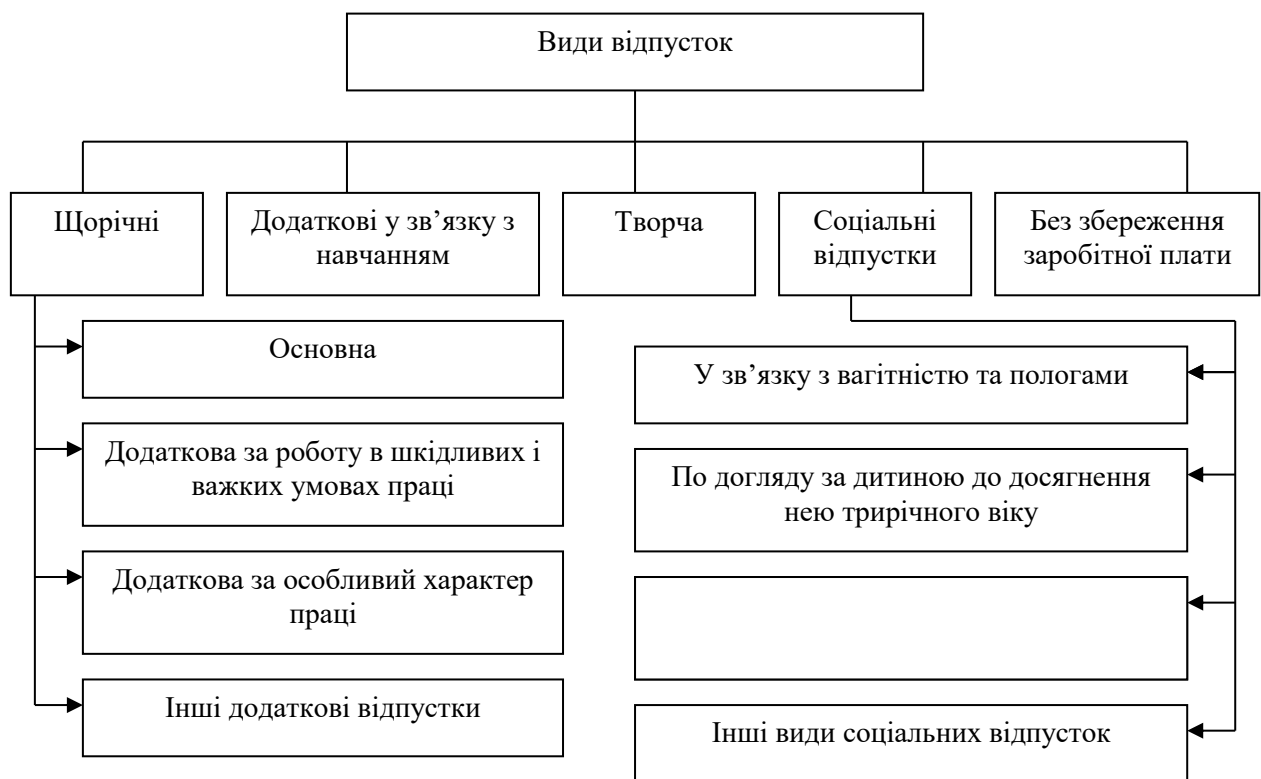 Види відпусток
Щорічні
Додаткові у зв’язку з
навчанням
Творча
Соціальні
відпустки
Без збереження
заробітної плати
Основна
Додаткова за роботу в шкідливих і
важких умовах праці
Додаткова за особливий характер
праці
Інші додаткові відпустки
У зв’язку з вагітністю та пологами
По догляду за дитиною до досягнення
нею трирічного віку
Інші види соціальних відпусток